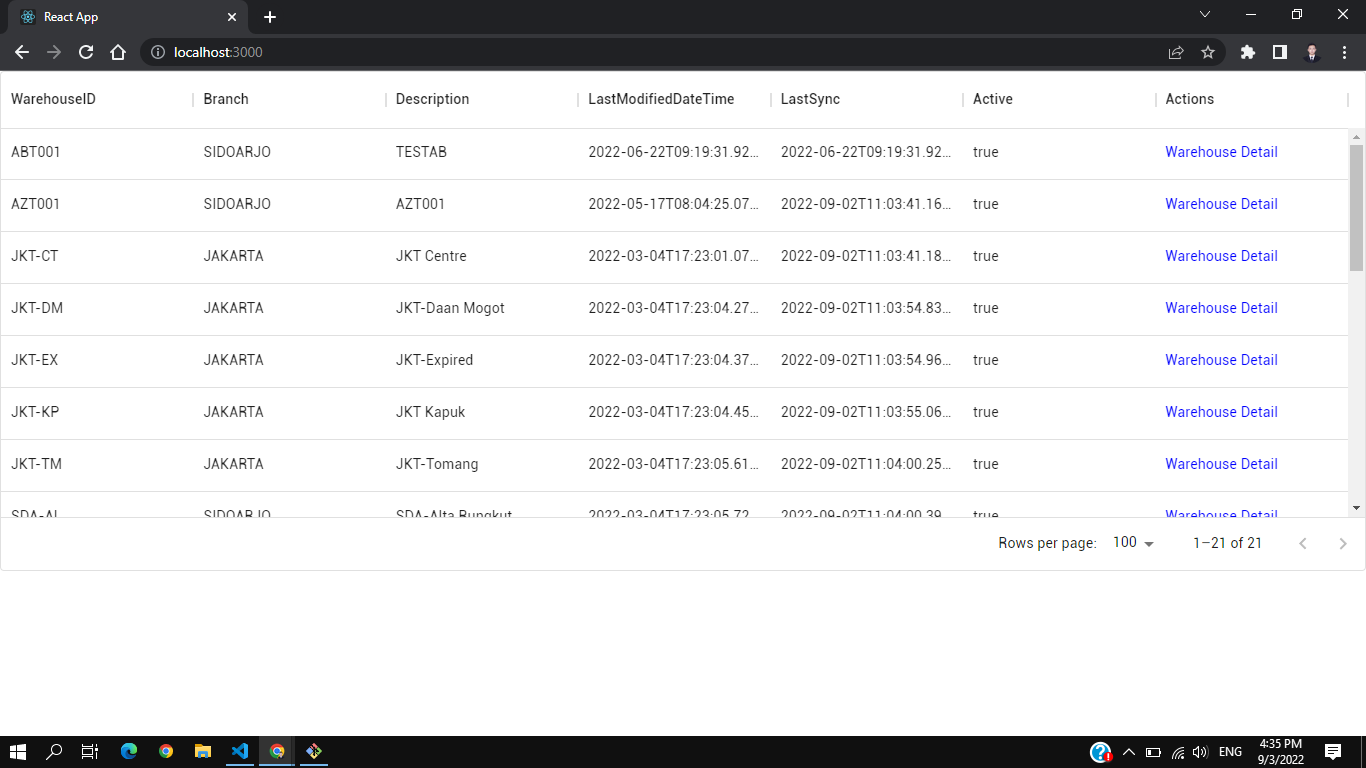 React App
localhost:3000
WarehouseID Branch Description LastModifiedDateTime LastSync Active Actions
ABT001 SIDOARJO TESTAB 2022-06-22T09:19:31.92… 2022-06-22T09:19:31.92… true Warehouse Detail
AZT001 SIDOARJO AZT001 2022-05-17T08:04:25.07… 2022-09-02T11:03:41.16… true Warehouse Detail
JKT-CT JAKARTA JKT Centre 2022-03-04T17:23:01.07… 2022-09-02T11:03:41.18… true Warehouse Detail
JKT-DM JAKARTA JKT-Daan Mogot 2022-03-04T17:23:04.27… 2022-09-02T11:03:54.83… true Warehouse Detail
JKT-EX JAKARTA JKT-Expired 2022-03-04T17:23:04.37… 2022-09-02T11:03:54.96… true Warehouse Detail
JKT-KP JAKARTA JKT Kapuk 2022-03-04T17:23:04.45… 2022-09-02T11:03:55.06… true Warehouse Detail
JKT-TM JAKARTA JKT-Tomang 2022-03-04T17:23:05.61… 2022-09-02T11:04:00.25… true Warehouse Detail
SDA-AL SIDOARJO SDA-Alta Rungkut 2022-03-04T17:23:05.72… 2022-09-02T11:04:00.39… true Warehouse Detail
Rows per page: 100 1–21 of 21
ENG
4:35 PM
9/3/2022